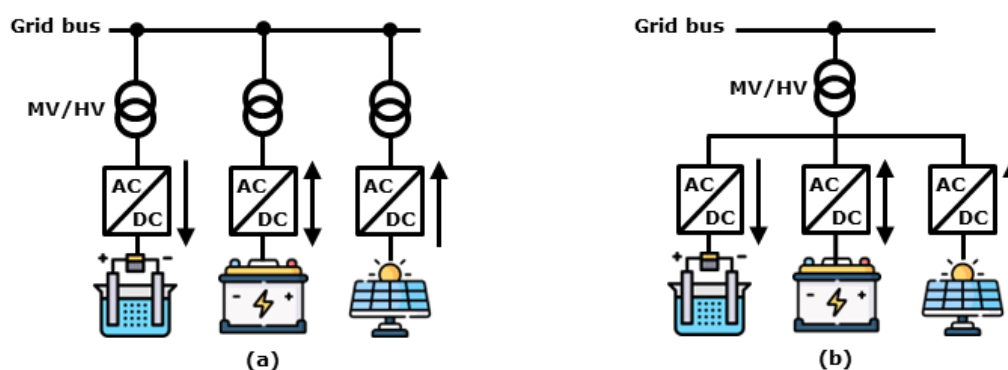 Grid bus
MV/HV
AC
DC
AC
DC
AC
DC
+ −
- +
(a)
Grid bus
MV/HV
AC
DC
AC
DC
AC
DC
+ −
- +
(b)